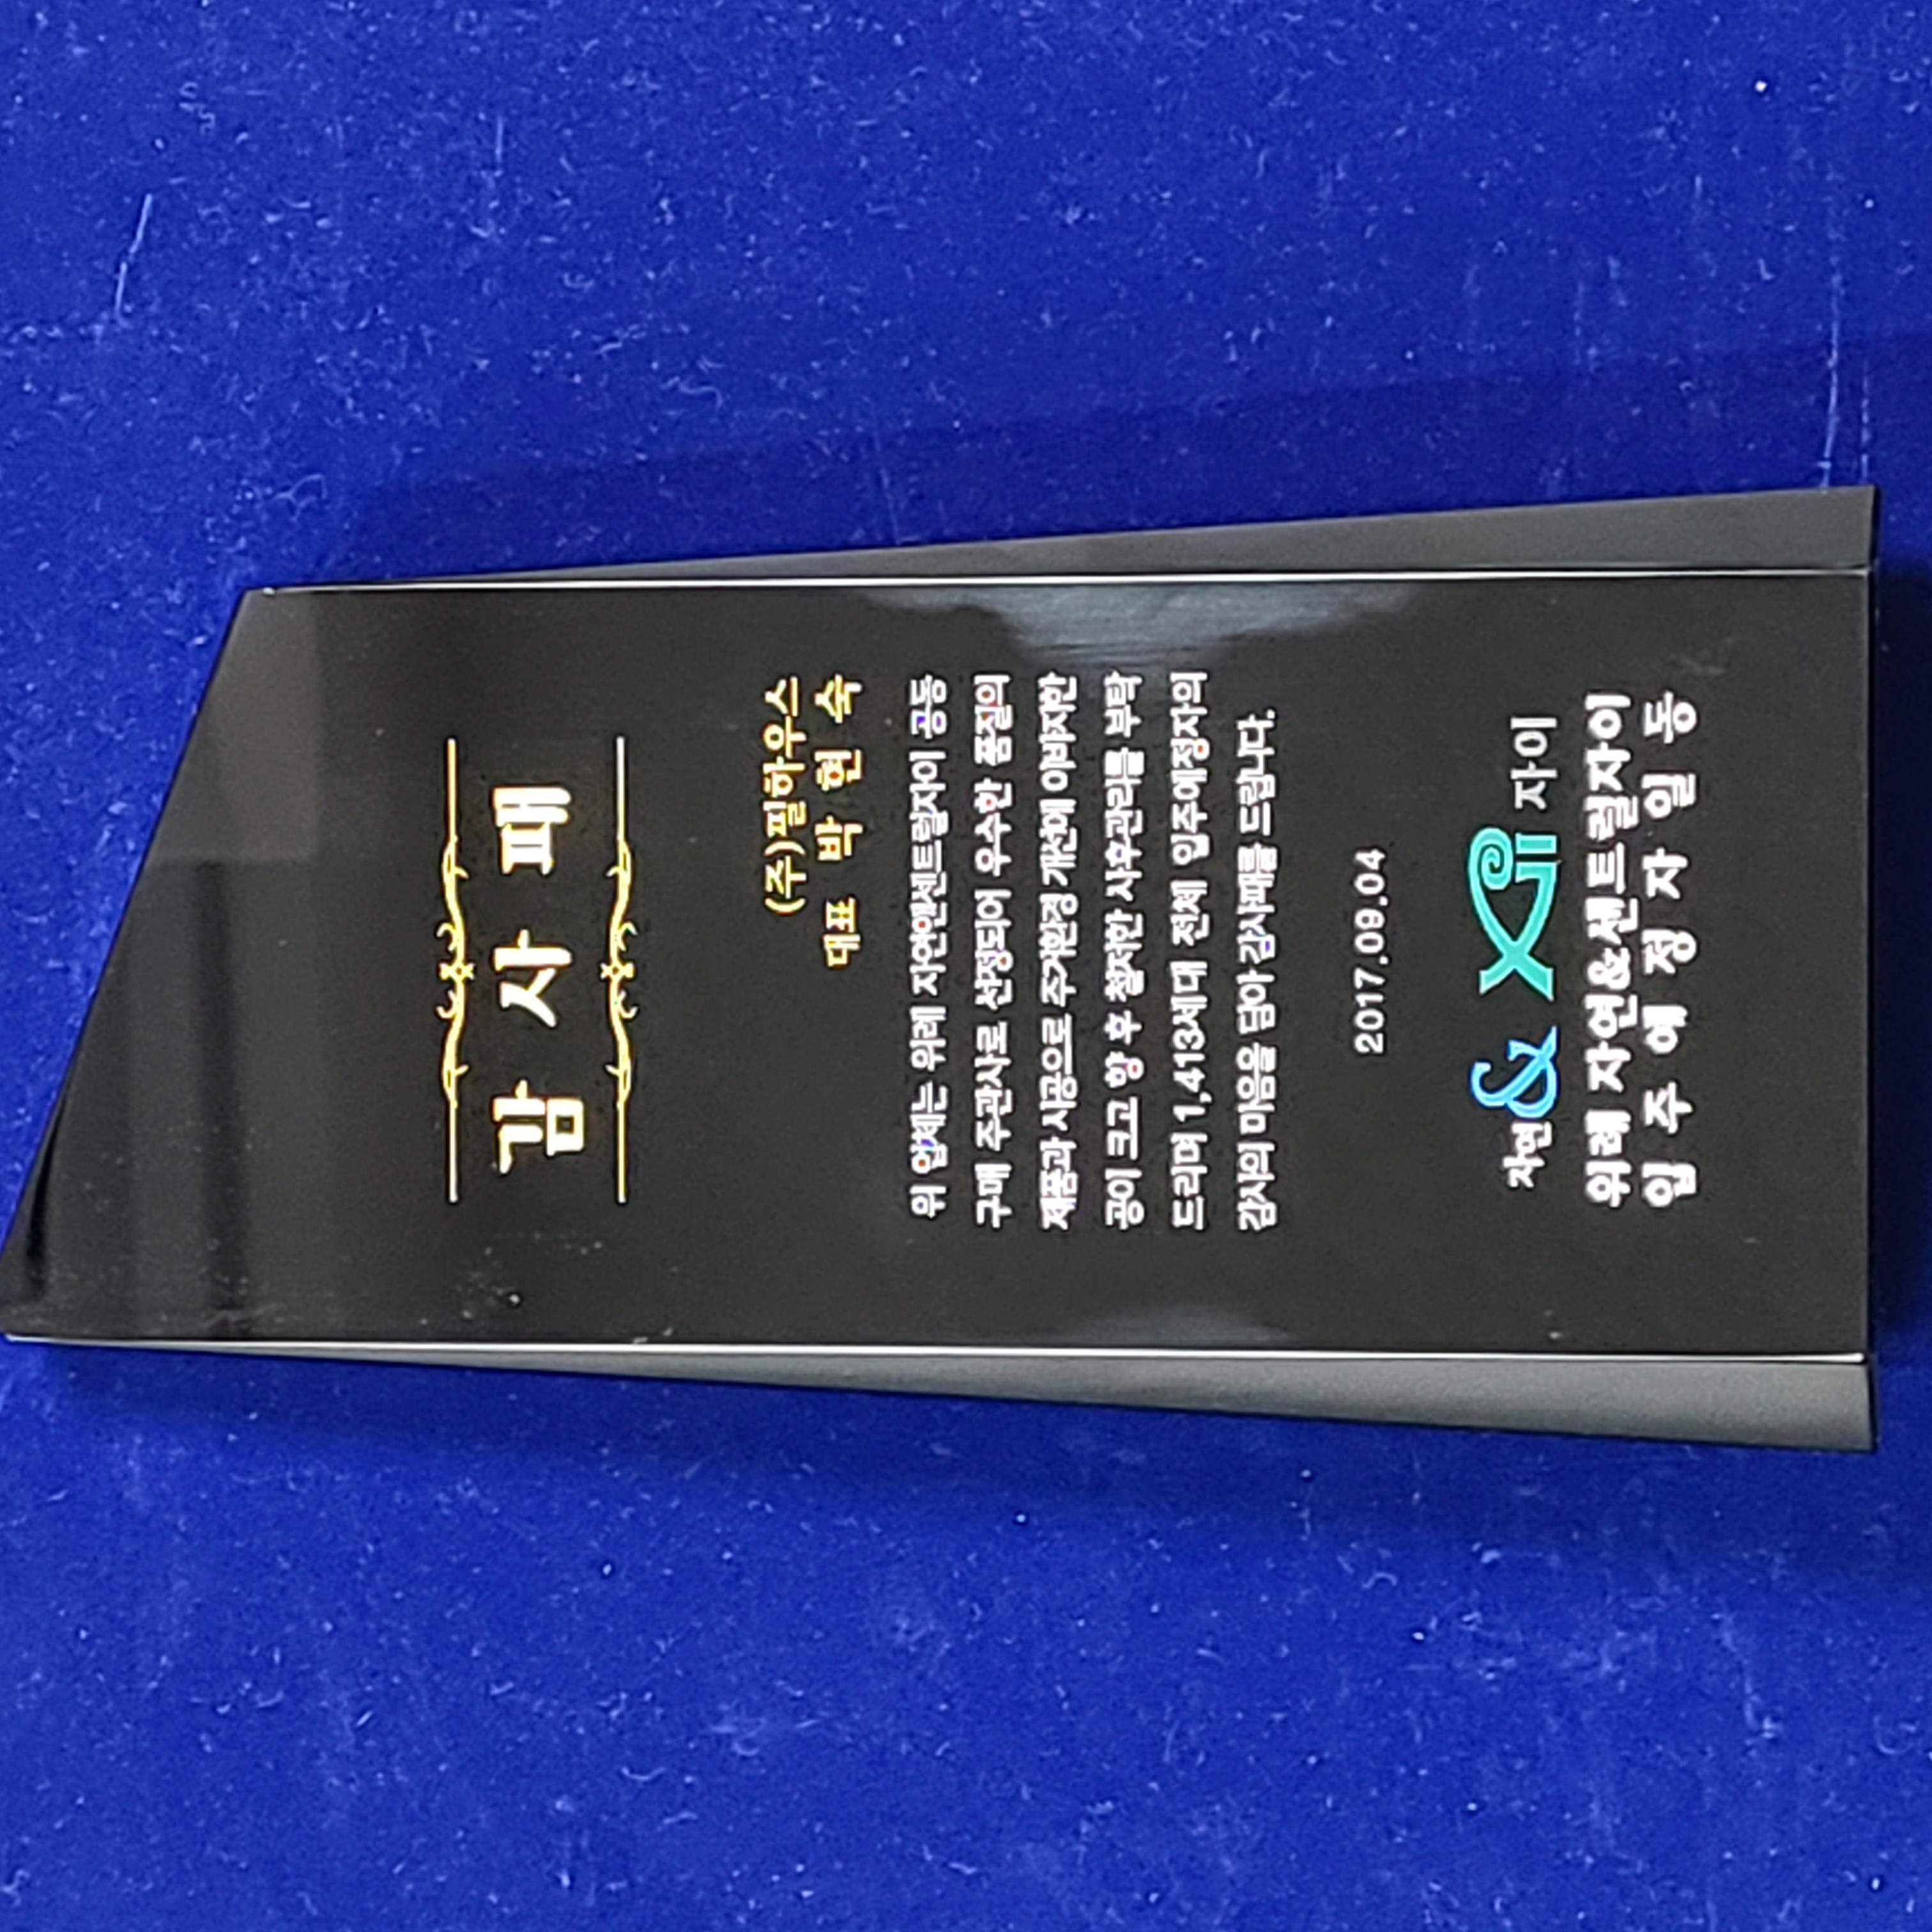 감 사 패
(주)필하우스
대표 박 현 숙
위 업체는 위례 자연앤센트럴자이 공동
구매 주관사로 선정되어 우수한 품질의
제품과 시공으로 주거환경 개선에 이바지한
공이 크고 향 후 철저한 사후관리를 부탁
드리며 1,413세대 전체 입주예정자의
감사의 마음을 담아 감사패를 드립니다.
2017.09.04
자연& Xi 자이
위례 자연&센트럴자이
입 주 예 정 자 일 동